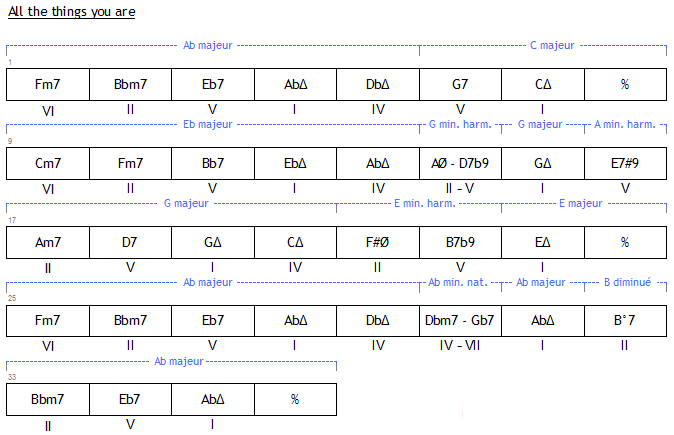 All the things you are
Ab majeur C majeur
1
Fm7 Bbm7 Eb7 AbΔ DbΔ G7 CΔ %
VI II V I IV V I
Eb majeur G min. harm. G majeur A min. harm.
9
Cm7 Fm7 Bb7 EbΔ AbΔ AØ - D7b9 GΔ E7#9
VI II V I IV II - V I V
G majeur E min. harm. E majeur
17
Am7 D7 GΔ CΔ F#Ø B7b9 EΔ %
II V I IV II V I
Ab majeur Ab min. nat. Ab majeur B diminué
25
Fm7 Bbm7 Eb7 AbΔ DbΔ Dbm7 - Gb7 AbΔ B°7
VI II V I IV IV - VII I II
Ab majeur
33
Bbm7 Eb7 AbΔ %
II V I